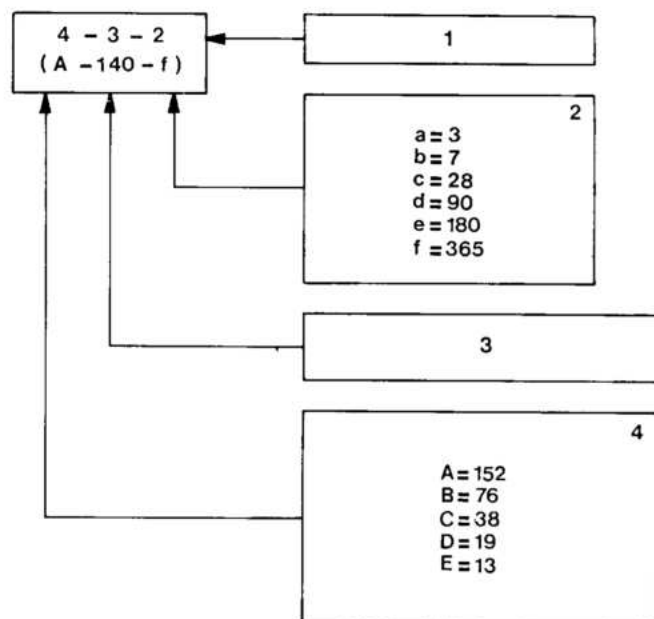 4 - 3 - 2
( A - 140 - f )
1
2
a = 3
b = 7
c = 28
d = 90
e = 180
f = 365
3
4
A = 152
B = 76
C = 38
D = 19
E = 13